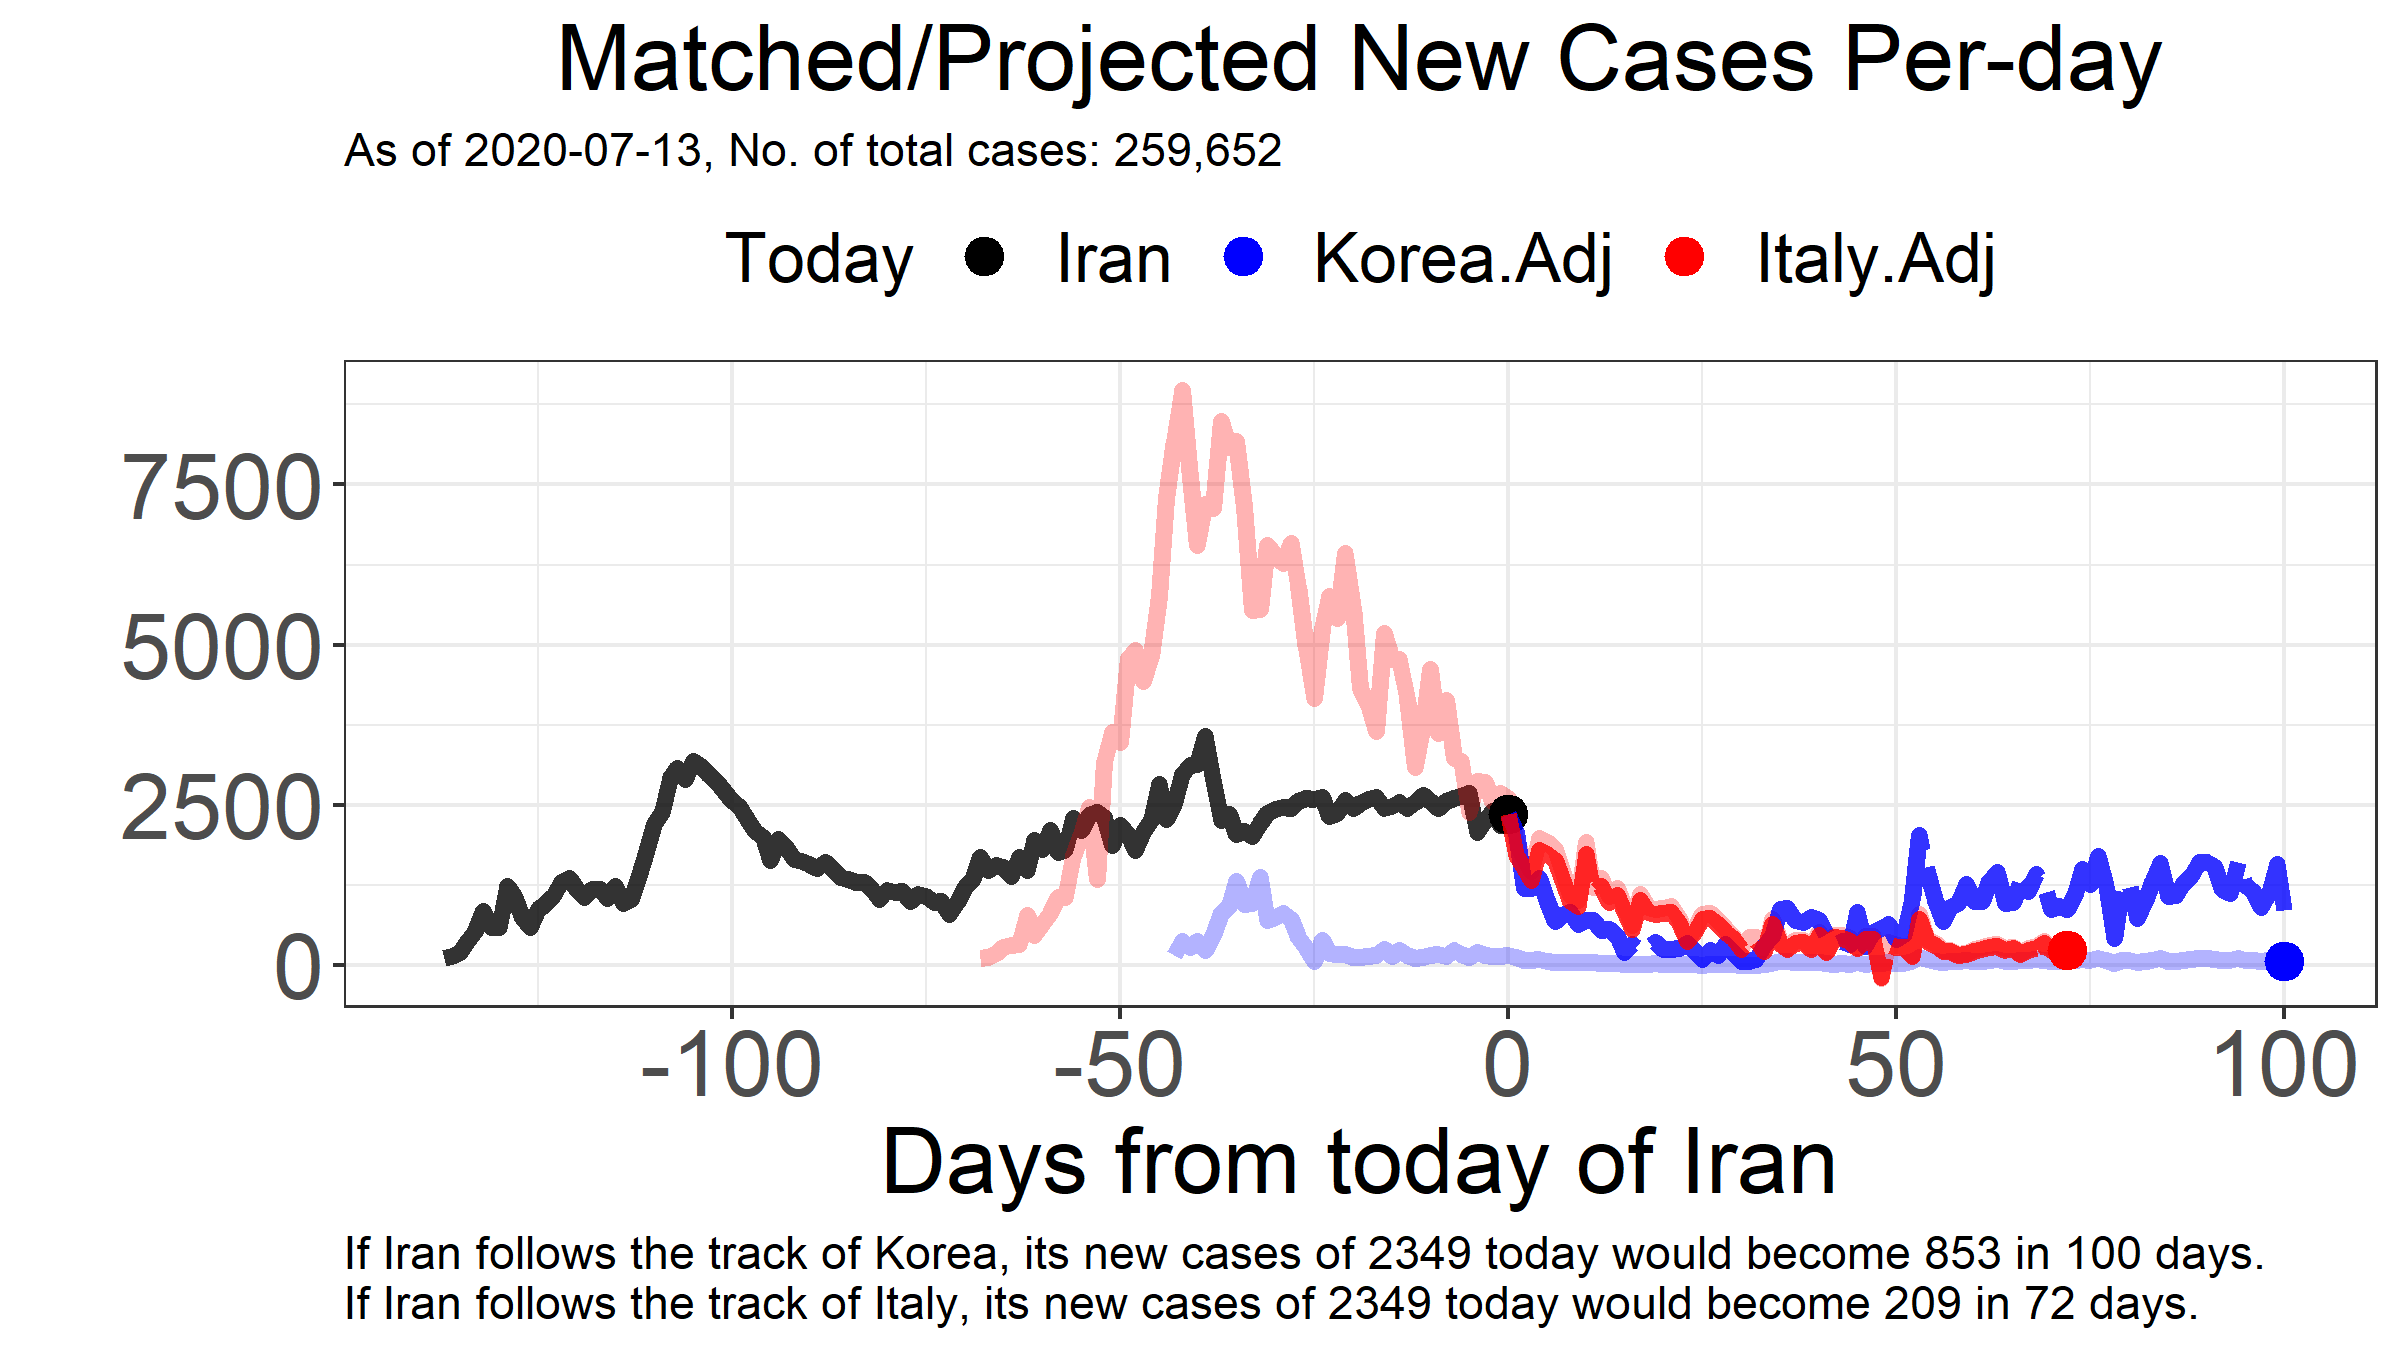 Matched/Projected New Cases Per-day
As of 2020-07-13, No. of total cases: 259,652
Today Iran Korea.Adj Italy.Adj
7500
5000
2500
0
-100 -50 0 50 100
Days from today of Iran
If Iran follows the track of Korea, its new cases of 2349 today would become 853 in 100 days.
If Iran follows the track of Italy, its new cases of 2349 today would become 209 in 72 days.